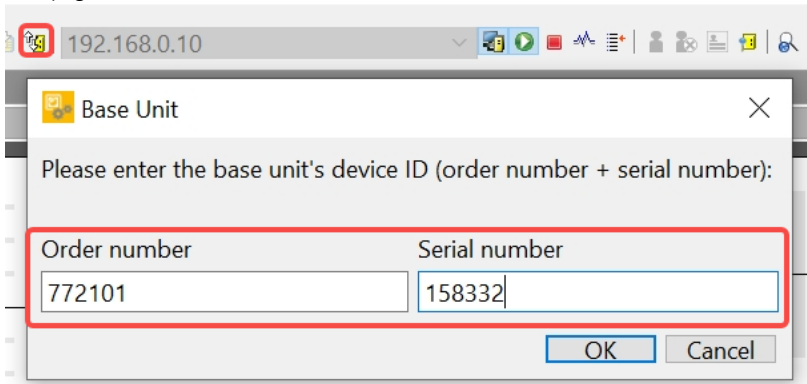 192.168.0.10
Base Unit
Please enter the base unit's device ID (order number + serial number):
Order number
Serial number
772101
158332
OK
Cancel